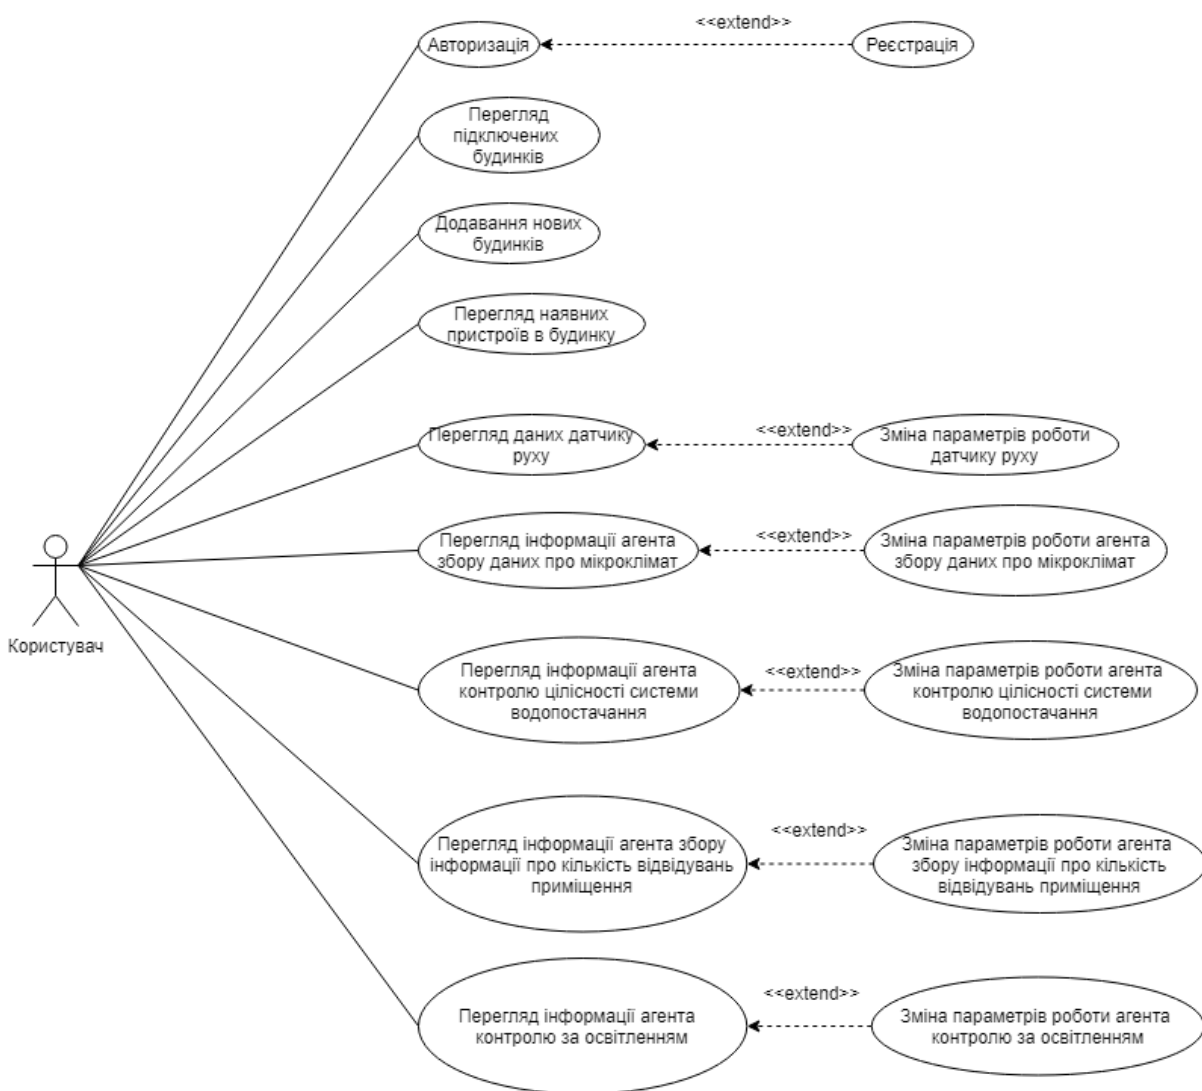 <<extend>>
Авторизація
Реєстрація
Перегляд
підключених
будинків
Додавання нових
будинків
Перегляд наявних
пристроїв в будинку
<<extend>>
Перегляд даних датчику
руху
Зміна параметрів роботи
датчику руху
<<extend>>
Перегляд інформації агента
збору даних про мікроклімат
Зміна параметрів роботи агента
збору даних про мікроклімат
Користувач
<<extend>>
Перегляд інформації агента
контролю цілісності системи
водопостачання
Зміна параметрів роботи агента
контролю цілісності системи
водопостачання
<<extend>>
Перегляд інформації агента збору
інформації про кількість відвідувань
приміщення
Зміна параметрів роботи агента
збору інформації про кількість
відвідувань приміщення
<<extend>>
Перегляд інформації агента
контролю за освітленням
Зміна параметрів роботи агента
контролю за освітленням